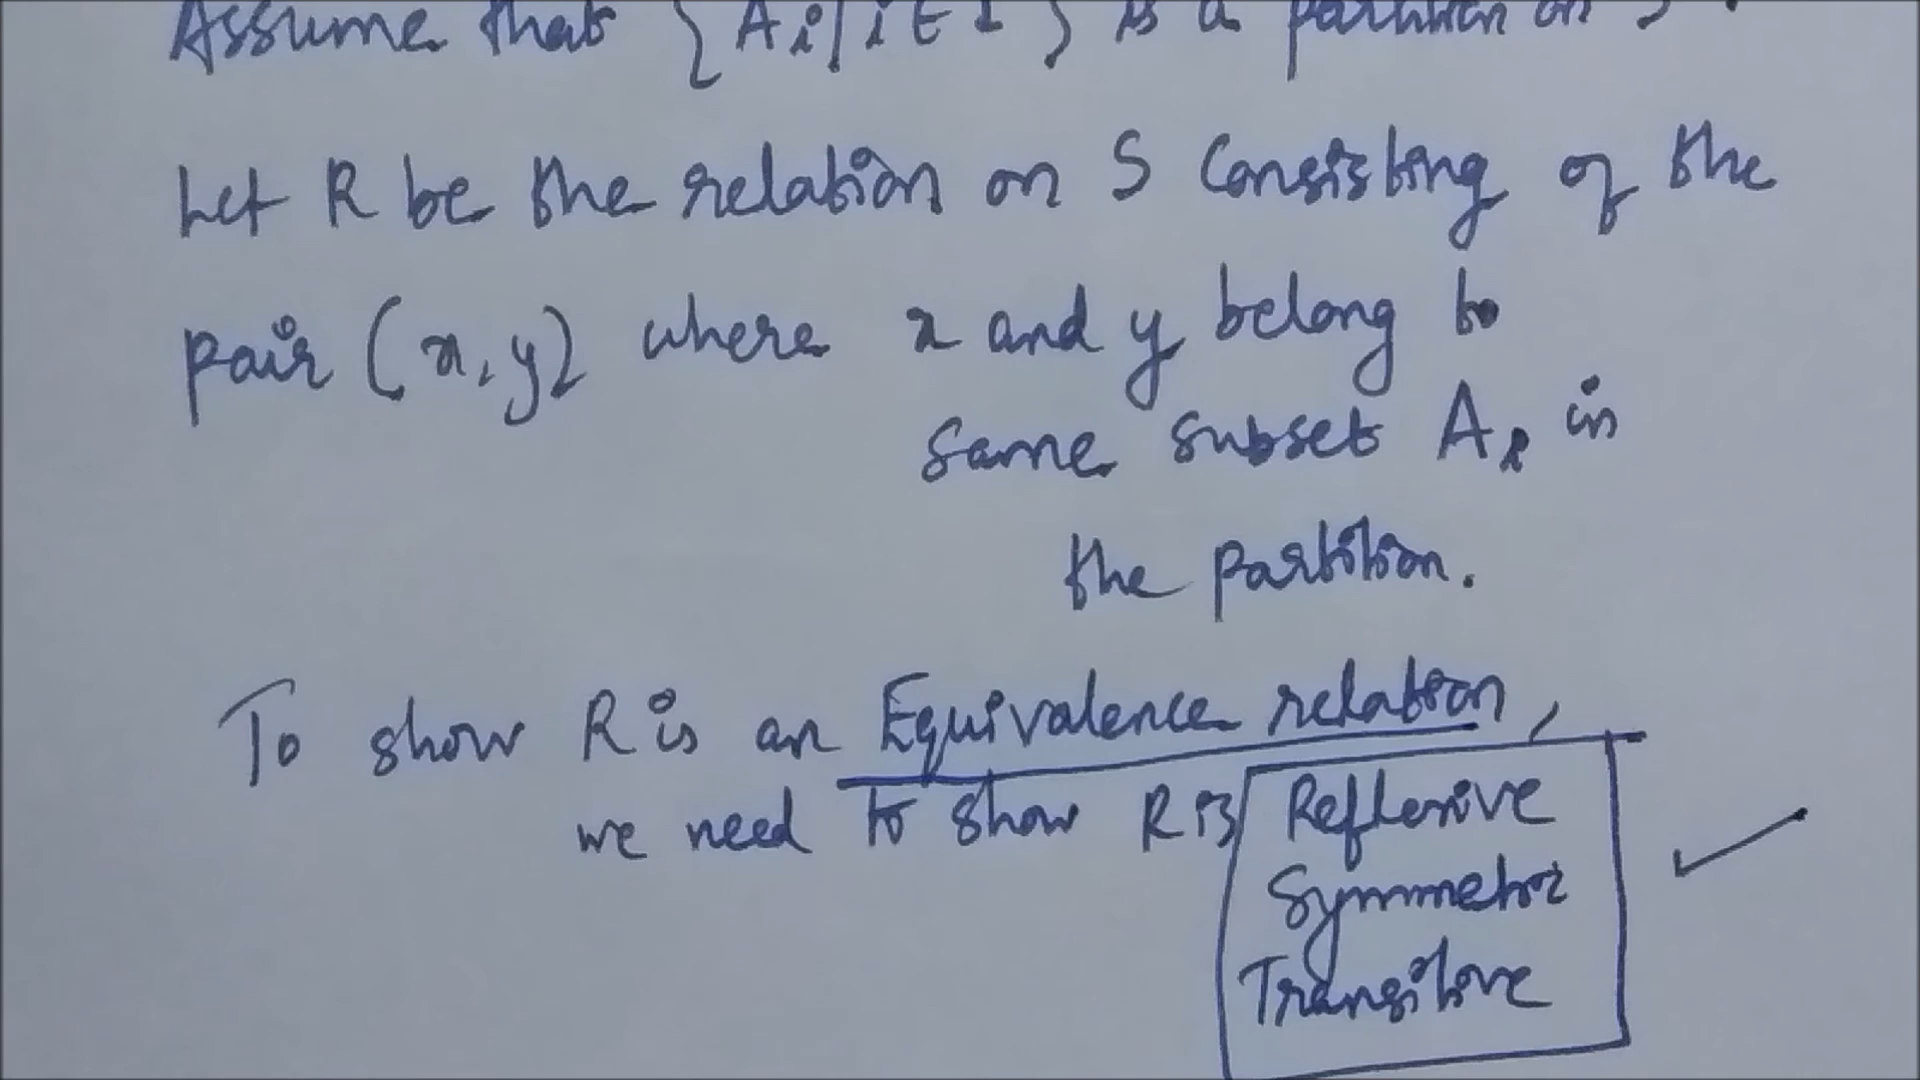 Assume that { Ai / i ∈ I } is a partition on S.
Let R be the relation on S consisting of the
pair (x, y) where x and y belong to
same subset Ai in
the partition.
To show R is an Equivalence relation,
we need to show R is Reflexive
Symmetric
Transitive